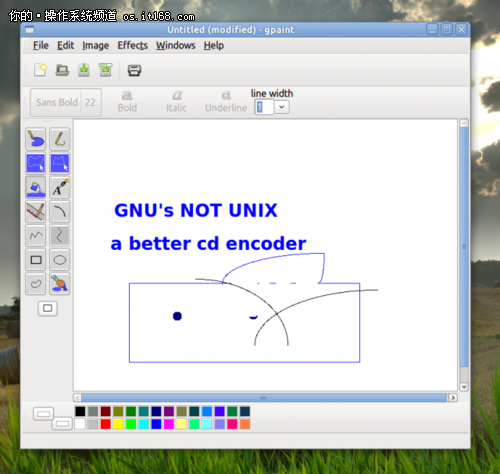 你的·操作系统频道 os.it168.com
Untitled (modified) - gpaint
File Edit Image Effects Windows Help
line width
Sans Bold 22
a a a
Bold Italic Underline
1
A
GNU's NOT UNIX
a better cd encoder